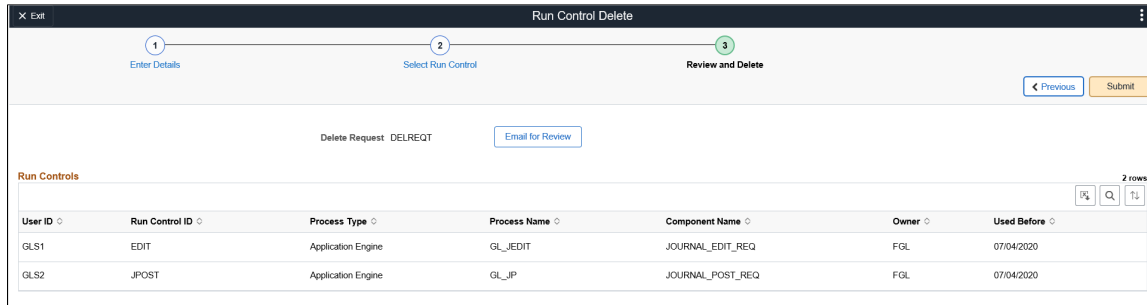 ✕ Exit Run Control Delete
1 2 3
Enter Details Select Run Control Review and Delete
Previous Submit
Delete Request DELREQT Email for Review
Run Controls 2 rows
User ID Run Control ID Process Type Process Name Component Name Owner Used Before
GLS1 EDIT Application Engine GL_JEDIT JOURNAL_EDIT_REQ FGL 07/04/2020
GLS2 JPOST Application Engine GL_JP JOURNAL_POST_REQ FGL 07/04/2020